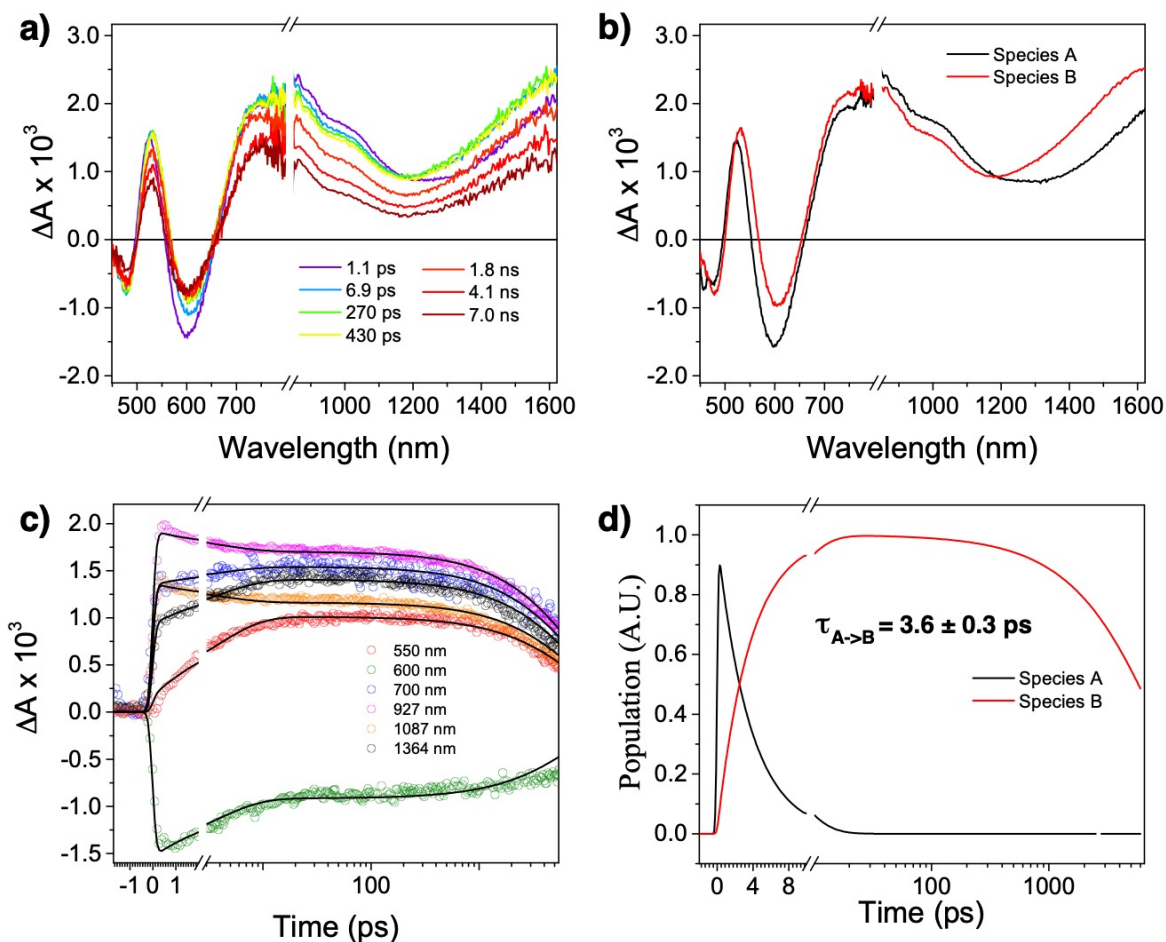 a)
3.0
2.0
1.0
0.0
-1.0
-2.0
ΔA x 10³
1.1 ps
6.9 ps
270 ps
430 ps
1.8 ns
4.1 ns
7.0 ns
500 600 700 1000 1200 1400 1600
Wavelength (nm)
b)
3.0
2.0
1.0
0.0
-1.0
-2.0
ΔA x 10³
Species A
Species B
500 600 700 1000 1200 1400 1600
Wavelength (nm)
c)
2.0
1.5
1.0
0.5
0.0
-0.5
-1.0
-1.5
ΔA x 10³
550 nm
600 nm
700 nm
927 nm
1087 nm
1364 nm
-1 0 1 100
Time (ps)
d)
1.0
0.8
0.6
0.4
0.2
0.0
Population (A.U.)
τA->B = 3.6 ± 0.3 ps
Species A
Species B
0 4 8 100 1000
Time (ps)